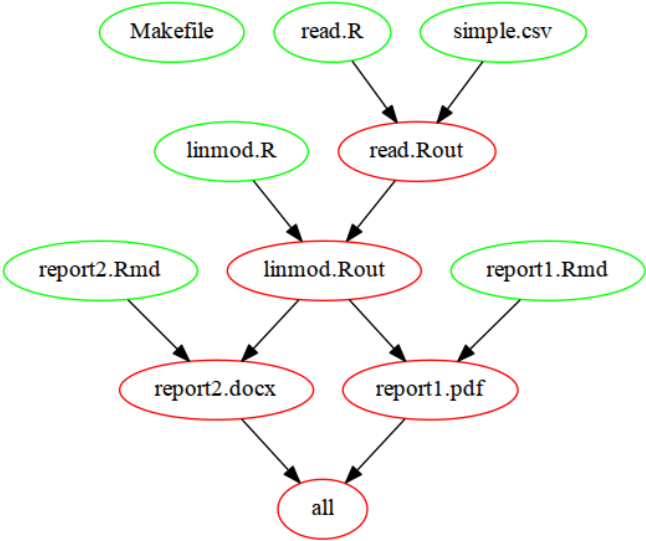 Makefile
read.R
simple.csv
linmod.R
read.Rout
report2.Rmd
linmod.Rout
report1.Rmd
report2.docx
report1.pdf
all